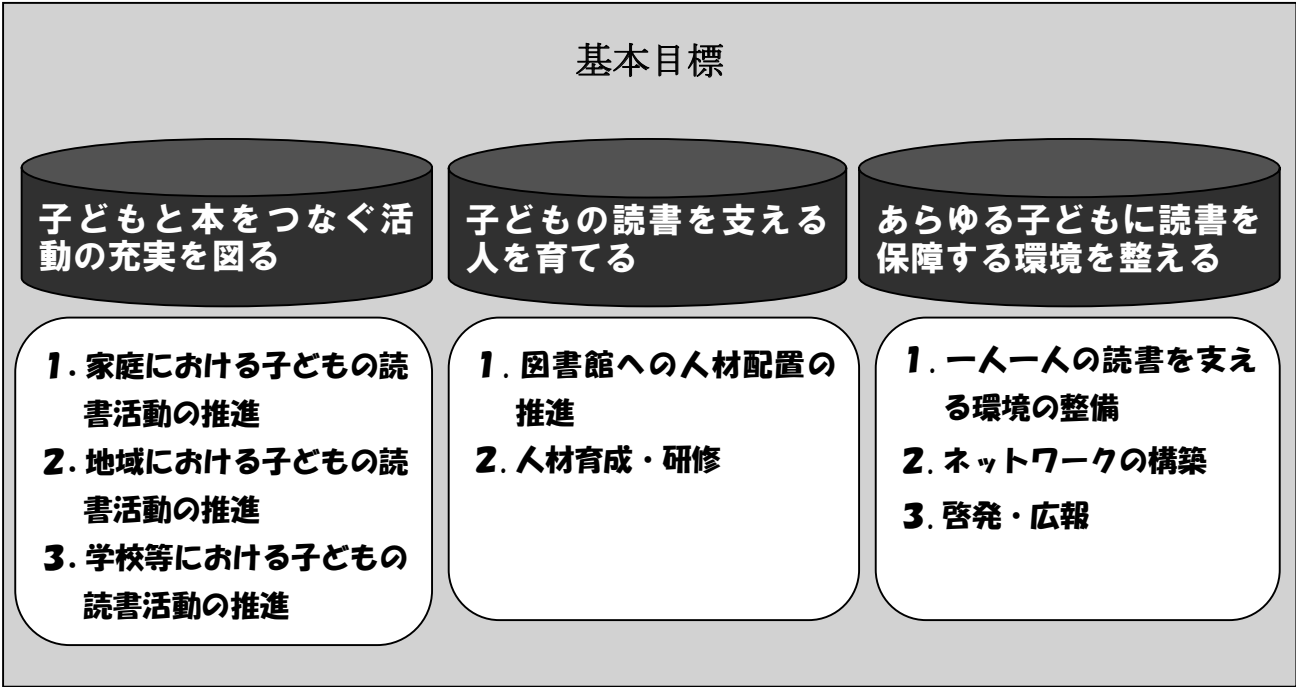 基本目標
子どもと本をつなぐ活
動の充実を図る
1. 家庭における子どもの読
書活動の推進
2. 地域における子どもの読
書活動の推進
3. 学校等における子どもの
読書活動の推進
子どもの読書を支える
人を育てる
1. 図書館への人材配置の
推進
2. 人材育成・研修
あらゆる子どもに読書を
保障する環境を整える
1. 一人一人の読書を支え
る環境の整備
2. ネットワークの構築
3. 啓発・広報